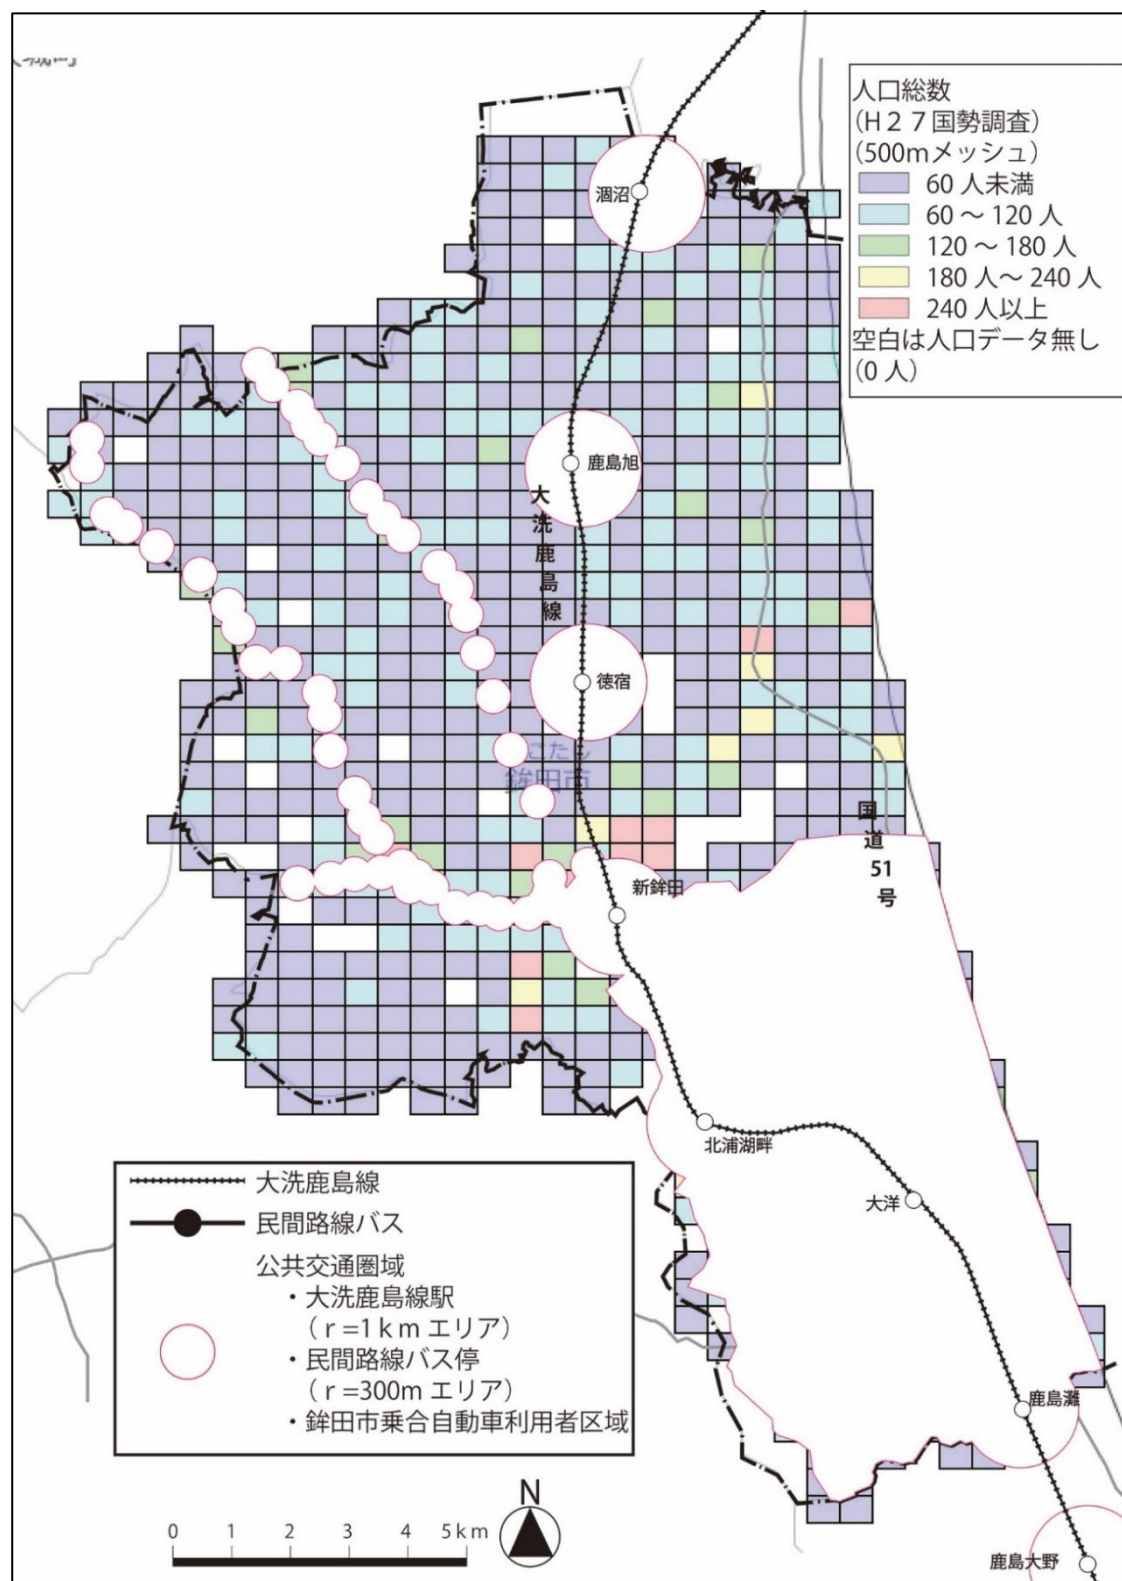 人口総数
(H27国勢調査)
(500mメッシュ)
60人未満
60～120人
120～180人
180人～240人
240人以上
空白は人口データ無し
(0人)
涸沼
鹿島旭
大洗鹿島線
徳宿
鉾田市
国道51号
新鉾田
北浦湖畔
大洋
鹿島灘
鹿島大野
大洗鹿島線
民間路線バス
公共交通圏域
・大洗鹿島線駅
(r=1kmエリア)
・民間路線バス停
(r=300mエリア)
・鉾田市乗合自動車利用者区域
0 1 2 3 4 5km
N